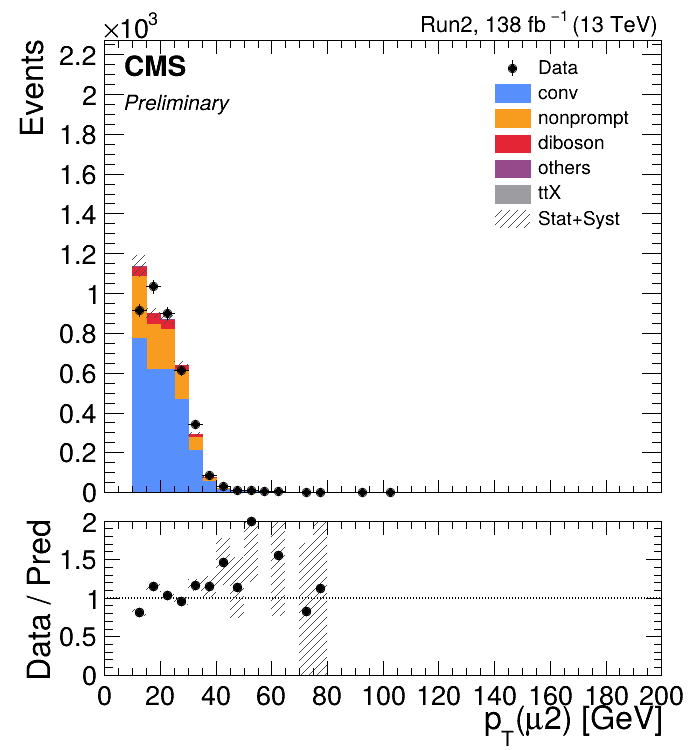 ×10³
Run2, 138 fb⁻¹ (13 TeV)
Events
CMS
Preliminary
Data
conv
nonprompt
diboson
others
ttX
Stat+Syst
2.2
2
1.8
1.6
1.4
1.2
1
0.8
0.6
0.4
0.2
0
Data / Pred
2
1.5
1
0.5
0
0 20 40 60 80 100 120 140 160 180 200
p_T(μ2) [GeV]